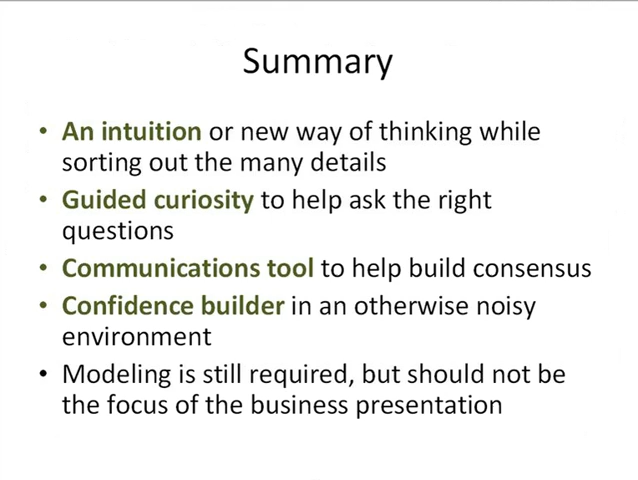 Summary
• An intuition or new way of thinking while
sorting out the many details
• Guided curiosity to help ask the right
questions
• Communications tool to help build consensus
• Confidence builder in an otherwise noisy
environment
• Modeling is still required, but should not be
the focus of the business presentation